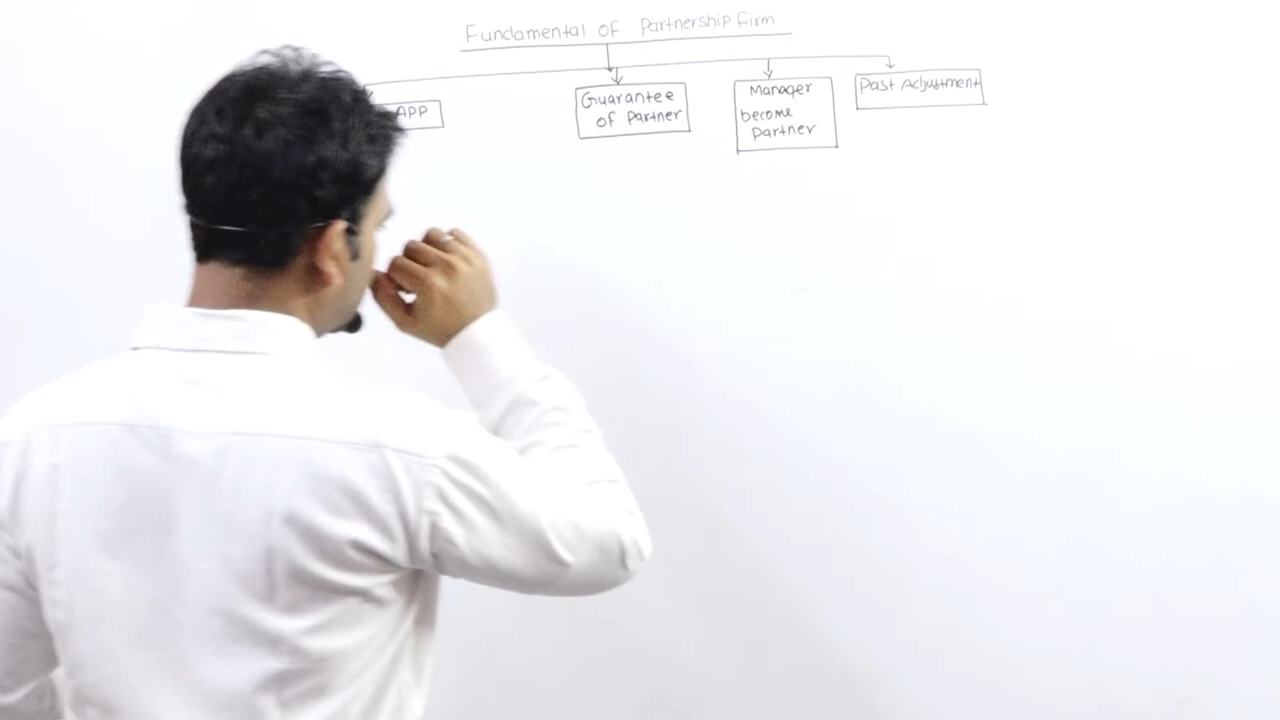 Fundamental of Partnership Firm
APP
Guarantee
of Partner
Manager
become
Partner
Past Adjustment